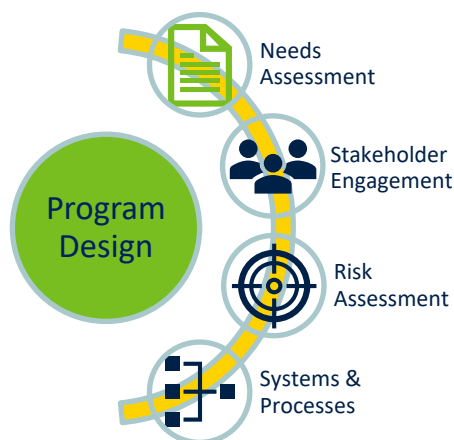 Needs
Assessment
Stakeholder
Engagement
Program
Design
Risk
Assessment
Systems &
Processes